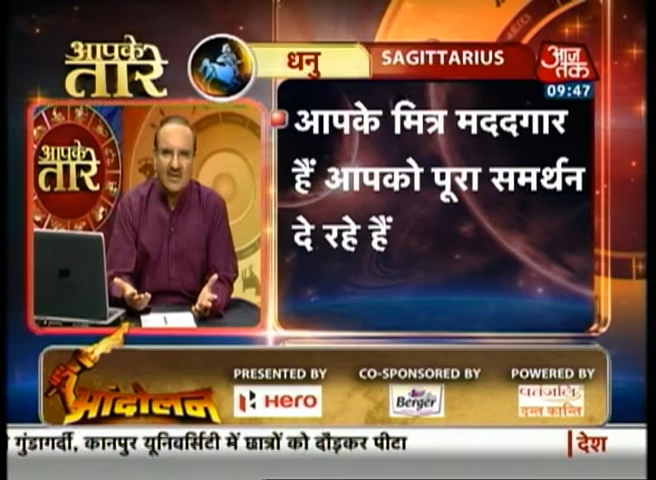 आपके
तारे
धनु
SAGITTARIUS
आज
तक
09:47
आपके
तारे
आपके मित्र मददगार
हैं आपको पूरा समर्थन
दे रहे हैं
आंदोलन
PRESENTED BY
Hero
CO-SPONSORED BY
Berger
POWERED BY
पतंजलि
दन्त कान्ति
गुंडागर्दी, कानपुर यूनिवर्सिटी में छात्रों को दौड़कर पीटा
देश